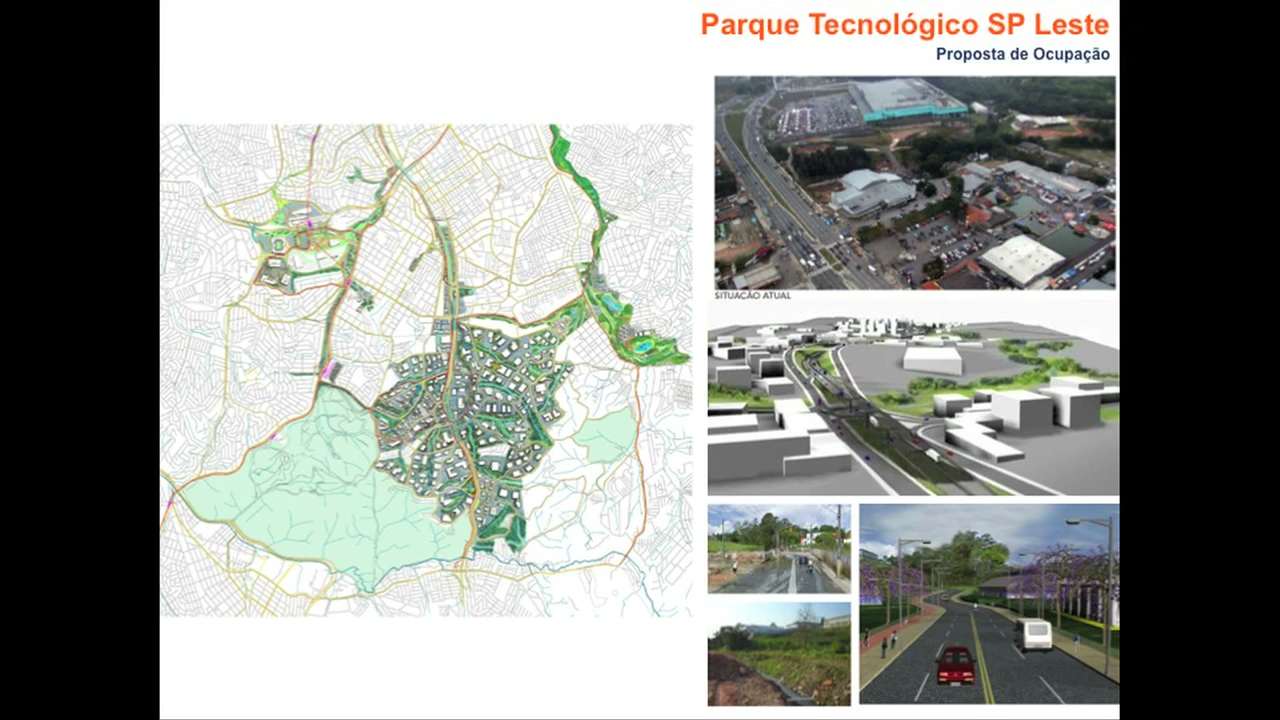 Parque Tecnológico SP Leste
Proposta de Ocupação
SITUAÇÃO ATUAL